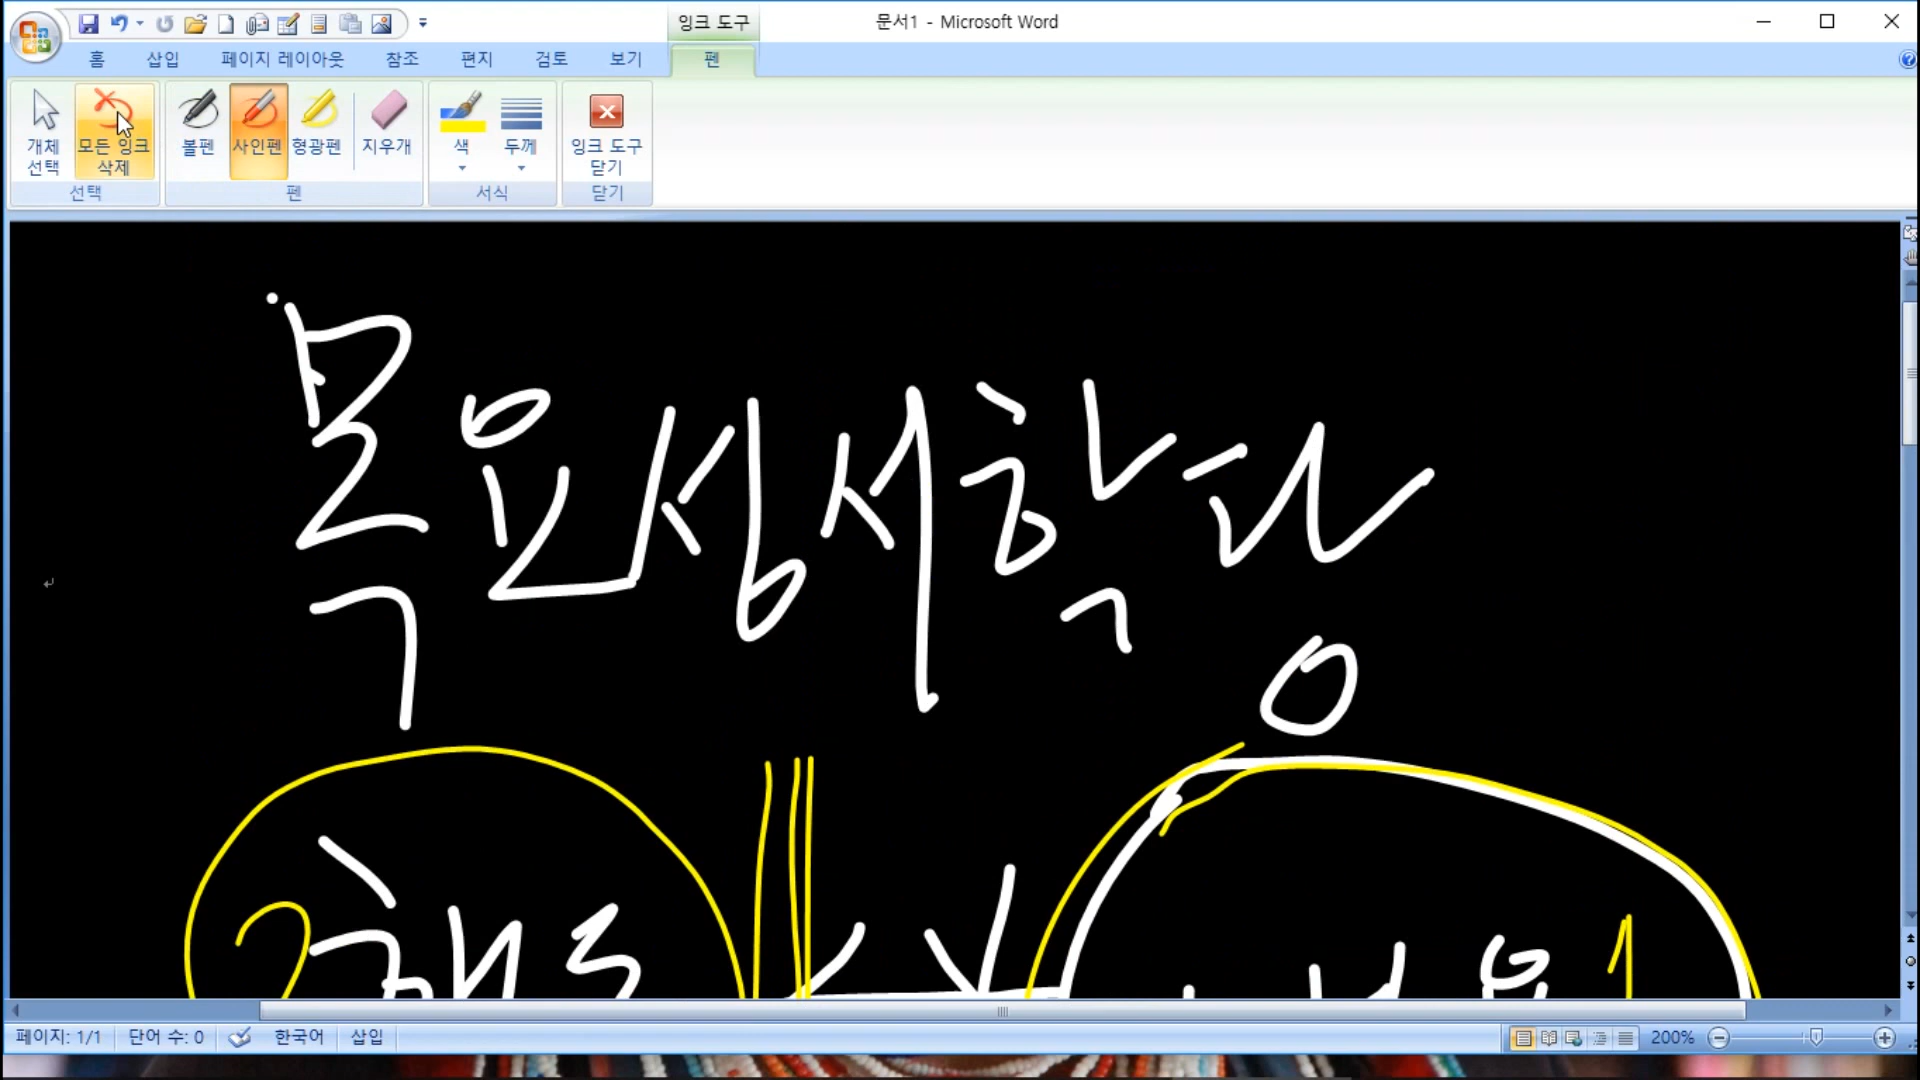 잉크 도구
문서1 - Microsoft Word
홈 삽입 페이지 레이아웃 참조 편지 검토 보기 펜
개체 선택
모든 잉크 삭제
볼펜 사인펜 형광펜 지우개
색 두께
잉크 도구 닫기
선택 펜 서식 닫기
목요성서학당
2 1
페이지: 1/1 단어 수: 0 한국어 삽입 200%